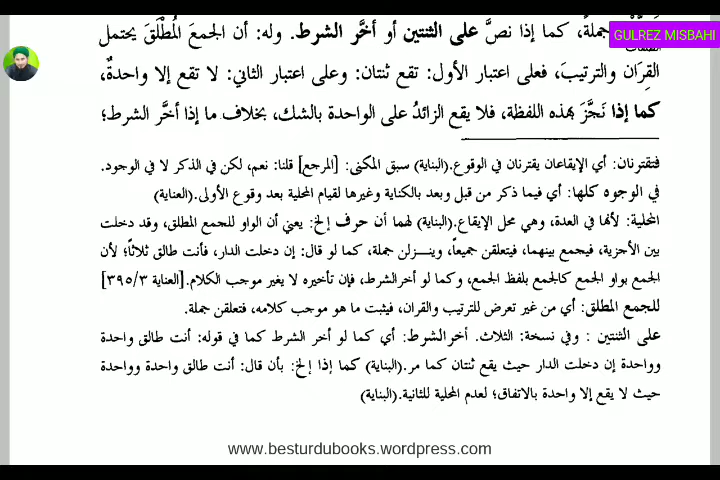 GULREZ MISBAHI
جملةً، كما إذا نصَّ على الثنتين أو أخَّر الشرط. وله: أن الجمعَ المُطْلَقَ يحتمل
القِرَان والترتيبَ، فعلى اعتبار الأول: تقع ثنتان: وعلى اعتبار الثاني: لا تقع إلا واحدةٌ،
كما إذا نَجَّزَ بهذه اللفظة، فلا يقع الزائدُ على الواحدة بالشك، بخلاف ما إذا أخَّر الشرط؛
فتقترنان: أي الإيقاعان يقترنان في الوقوع.(البناية) سبق المكنى: [المرجع] قلنا: نعم، لكن في الذكر لا في الوجود.
في الوجوه كلها: أي فيما ذكر من قبل وبعد بالكناية وغيرها لقيام المحلية بعد وقوع الأولى.(العناية)
المحلية: لأنها في العدة، وهي محل الإيقاع.(البناية) لهما أن حرف إلخ: يعني أن الواو للجمع المطلق، وقد دخلت
بين الأجزية، فيجمع بينهما، فيتعلقن جميعاً، وينـزلن جملة، كما لو قال: إن دخلت الدار، فأنت طالق ثلاثاً؛ لأن
الجمع بواو الجمع كالجمع بلفظ الجمع، وكما لو أخرالشرط، فإن تأخيره لا يغير موجب الكلام.[العناية ٣٩٥/٣]
للجمع المطلق: أي من غير تعرض للترتيب والقران، فيثبت ما هو موجب كلامه، فتعلقن جملة.
على الثنتين : وفي نسخة: الثلاث. أخرالشرط: أي كما لو أخر الشرط كما في قوله: أنت طالق واحدة
وواحدة إن دخلت الدار حيث يقع ثنتان كما مر.(البناية) كما إذا إلخ: بأن قال: أنت طالق واحدة وواحدة
حيث لا يقع إلا واحدة بالاتفاق؛ لعدم المحلية للثانية.(البناية)
www.besturdubooks.wordpress.com